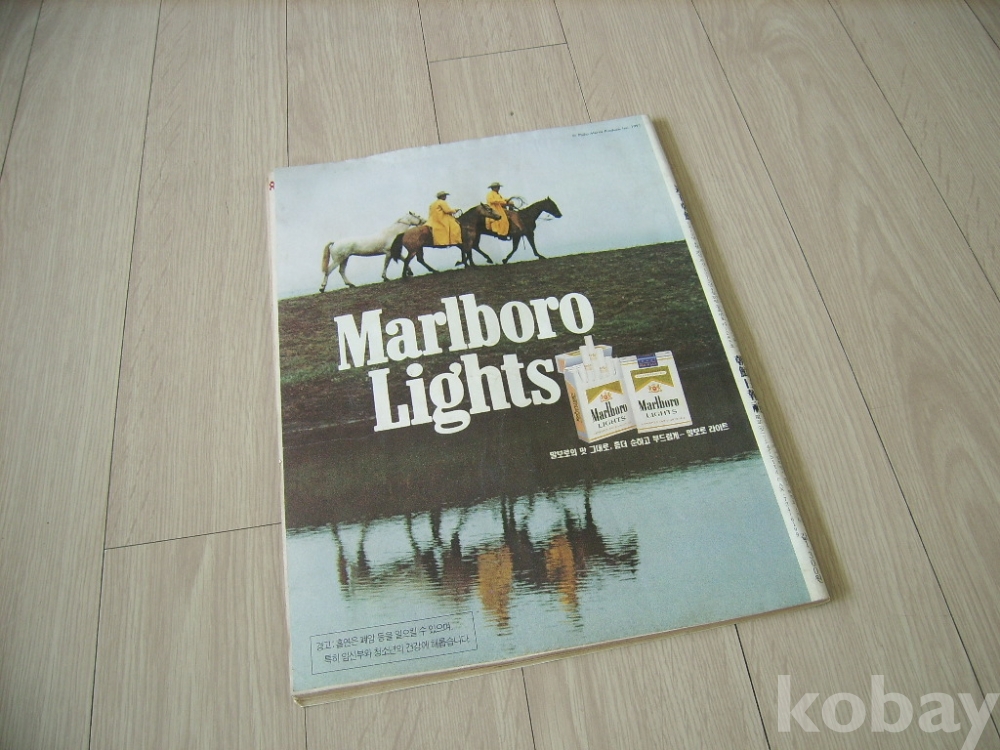 Marlboro
Lights
Marlboro
LIGHTS
Marlboro
LIGHTS
말보로의 맛 그대로, 좀더 순하고 부드럽게- 말보로 라이트
경고: 흡연은 폐암 등을 일으킬 수 있으며,
특히 임신부와 청소년의 건강에 해롭습니다.
kobay